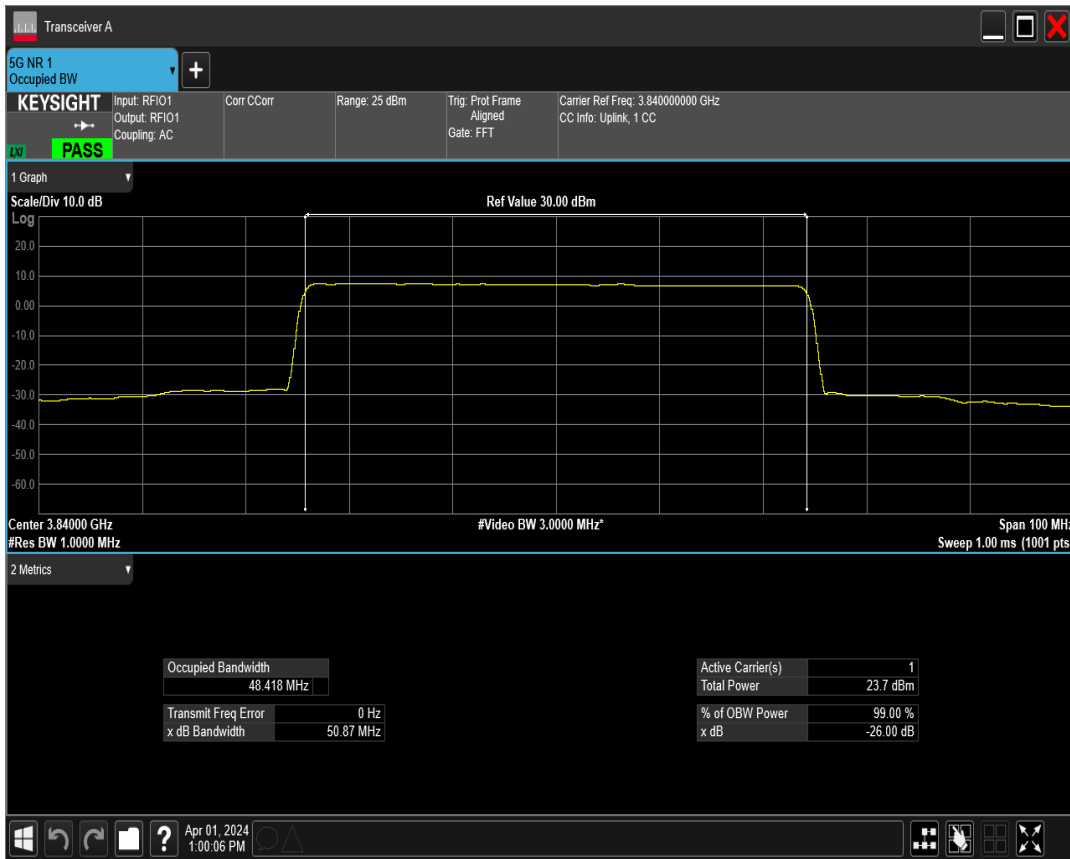 Transceiver A
5G NR 1
Occupied BW
+
KEYSIGHT
LXI
PASS
Input: RFIO1
Output: RFIO1
Coupling: AC
Corr CCorr
Range: 25 dBm
Trig: Prot Frame
Aligned
Gate: FFT
Carrier Ref Freq: 3.840000000 GHz
CC Info: Uplink, 1 CC
1 Graph
Scale/Div 10.0 dB
Ref Value 30.00 dBm
Log
20.0
10.0
0.00
-10.0
-20.0
-30.0
-40.0
-50.0
-60.0
Center 3.84000 GHz
#Video BW 3.0000 MHz*
Span 100 MHz
#Res BW 1.0000 MHz
Sweep 1.00 ms (1001 pts
2 Metrics
Occupied Bandwidth
48.418 MHz
Transmit Freq Error 0 Hz
x dB Bandwidth 50.87 MHz
Active Carrier(s) 1
Total Power 23.7 dBm
% of OBW Power 99.00 %
x dB -26.00 dB
?
Apr 01, 2024
1:00:06 PM